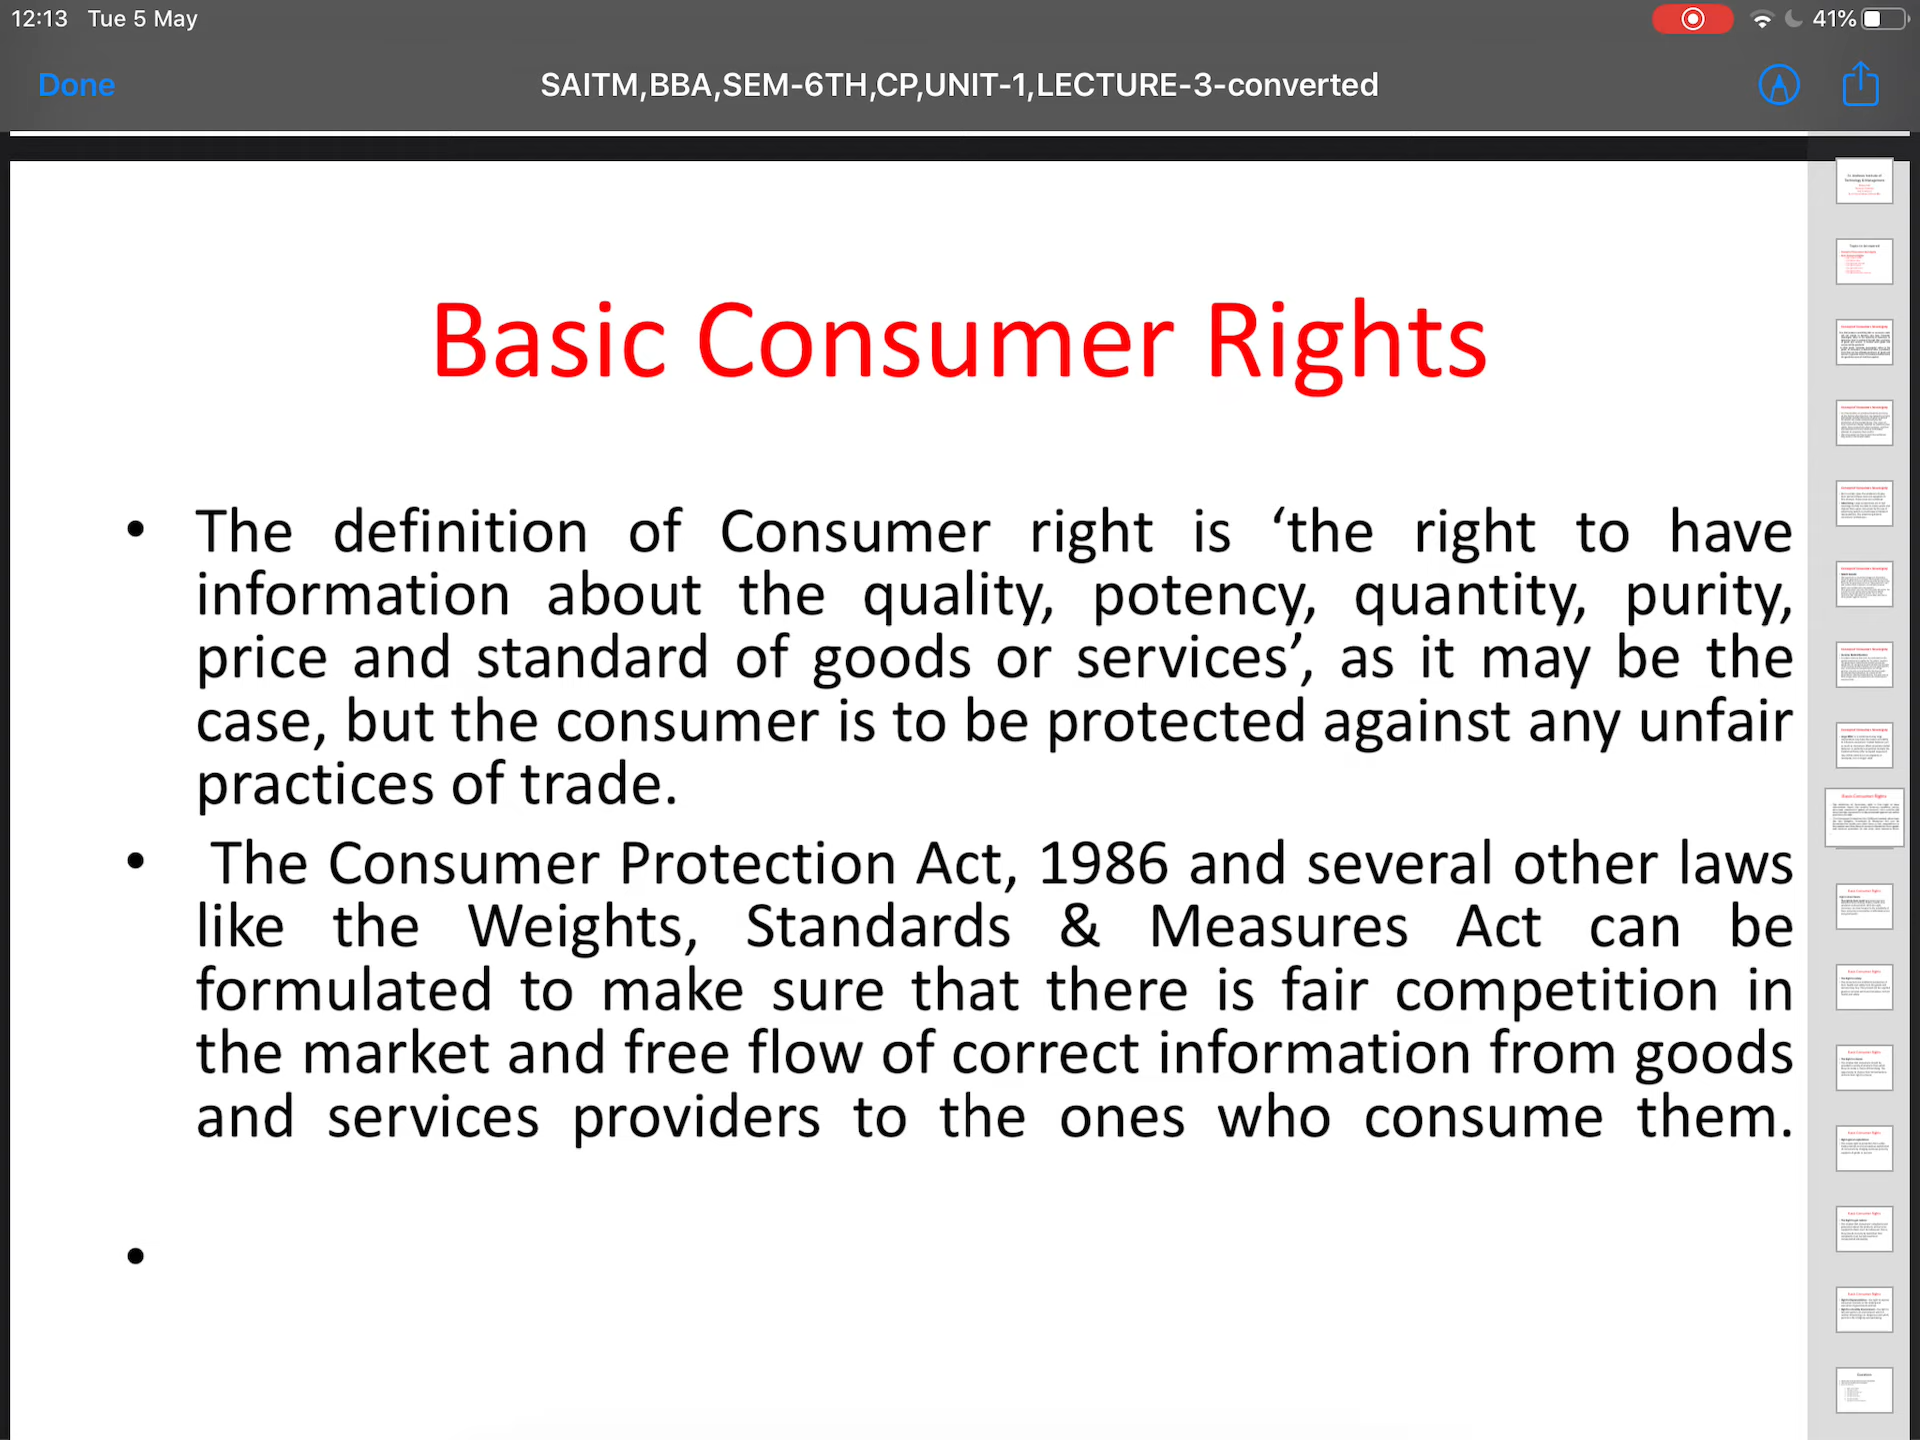 12:13 Tue 5 May
41%
Done
SAITM,BBA,SEM-6TH,CP,UNIT-1,LECTURE-3-converted
Basic Consumer Rights
• The definition of Consumer right is ‘the right to have
information about the quality, potency, quantity, purity,
price and standard of goods or services’, as it may be the
case, but the consumer is to be protected against any unfair
practices of trade.
• The Consumer Protection Act, 1986 and several other laws
like the Weights, Standards & Measures Act can be
formulated to make sure that there is fair competition in
the market and free flow of correct information from goods
and services providers to the ones who consume them.
•